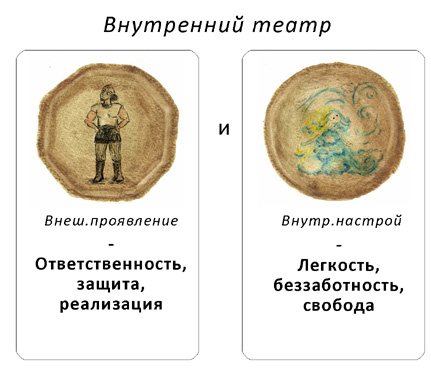 Внутренний театр
и
Внеш.проявление
-
Ответственность,
защита,
реализация
Внутр.настрой
-
Легкость,
беззаботность,
свобода